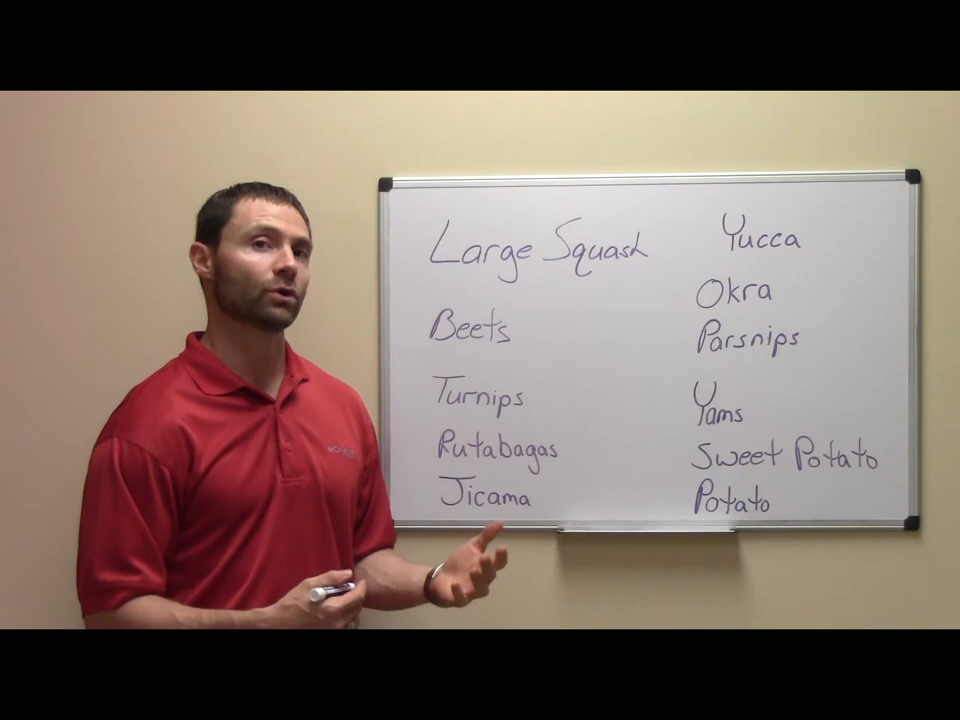 Large Squash
Beets
Turnips
Rutabagas
Jicama
Yucca
Okra
Parsnips
Yams
Sweet Potato
Potato